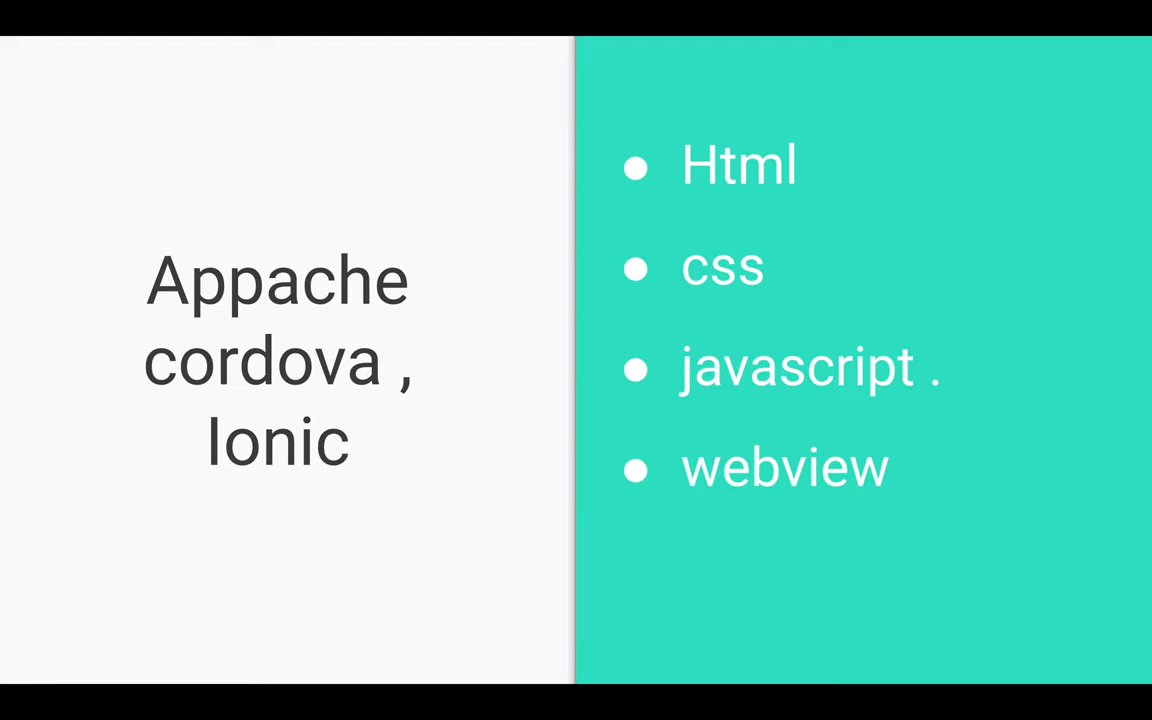 Appache
cordova ,
Ionic
● Html
● css
● javascript .
● webview